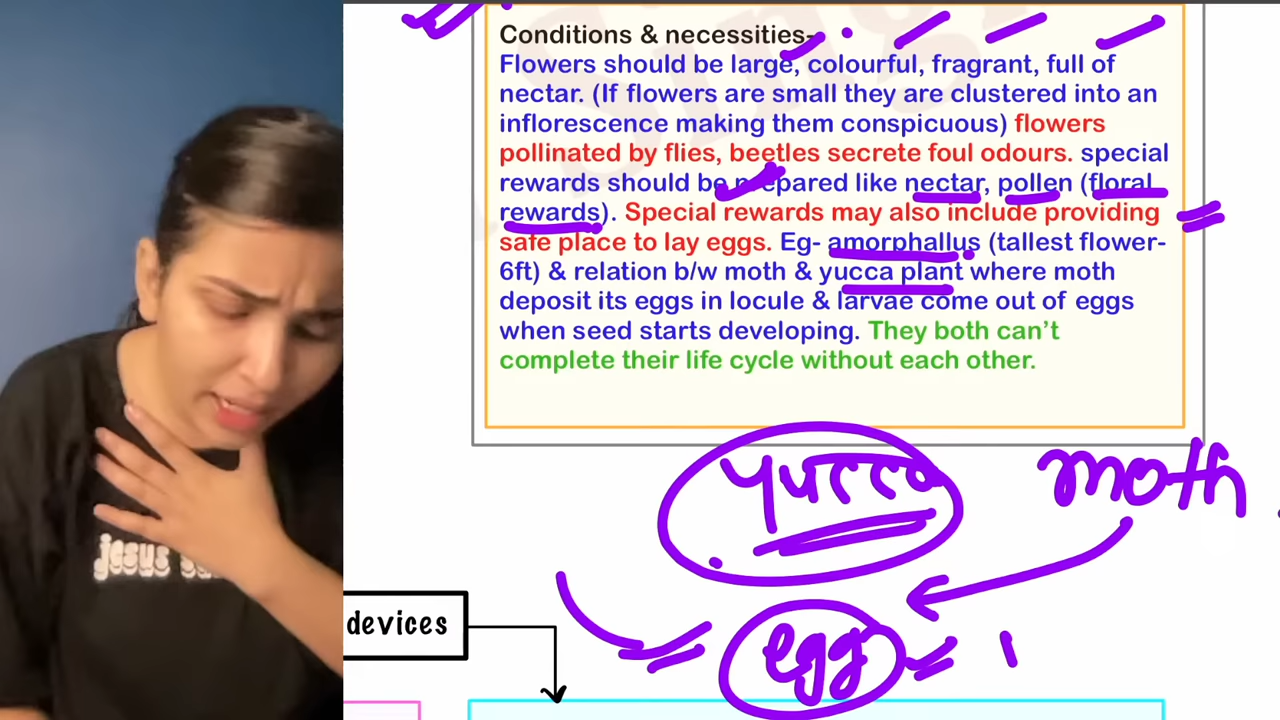 Conditions & necessities-
Flowers should be large, colourful, fragrant, full of
nectar. (If flowers are small they are clustered into an
inflorescence making them conspicuous) flowers
pollinated by flies, beetles secrete foul odours. special
rewards should be prepared like nectar, pollen (floral
rewards). Special rewards may also include providing
safe place to lay eggs. Eg- amorphallus (tallest flower-
6ft) & relation b/w moth & yucca plant where moth
deposit its eggs in locule & larvae come out of eggs
when seed starts developing. They both can't
complete their life cycle without each other.
yucca moth
egg
devices
jesus